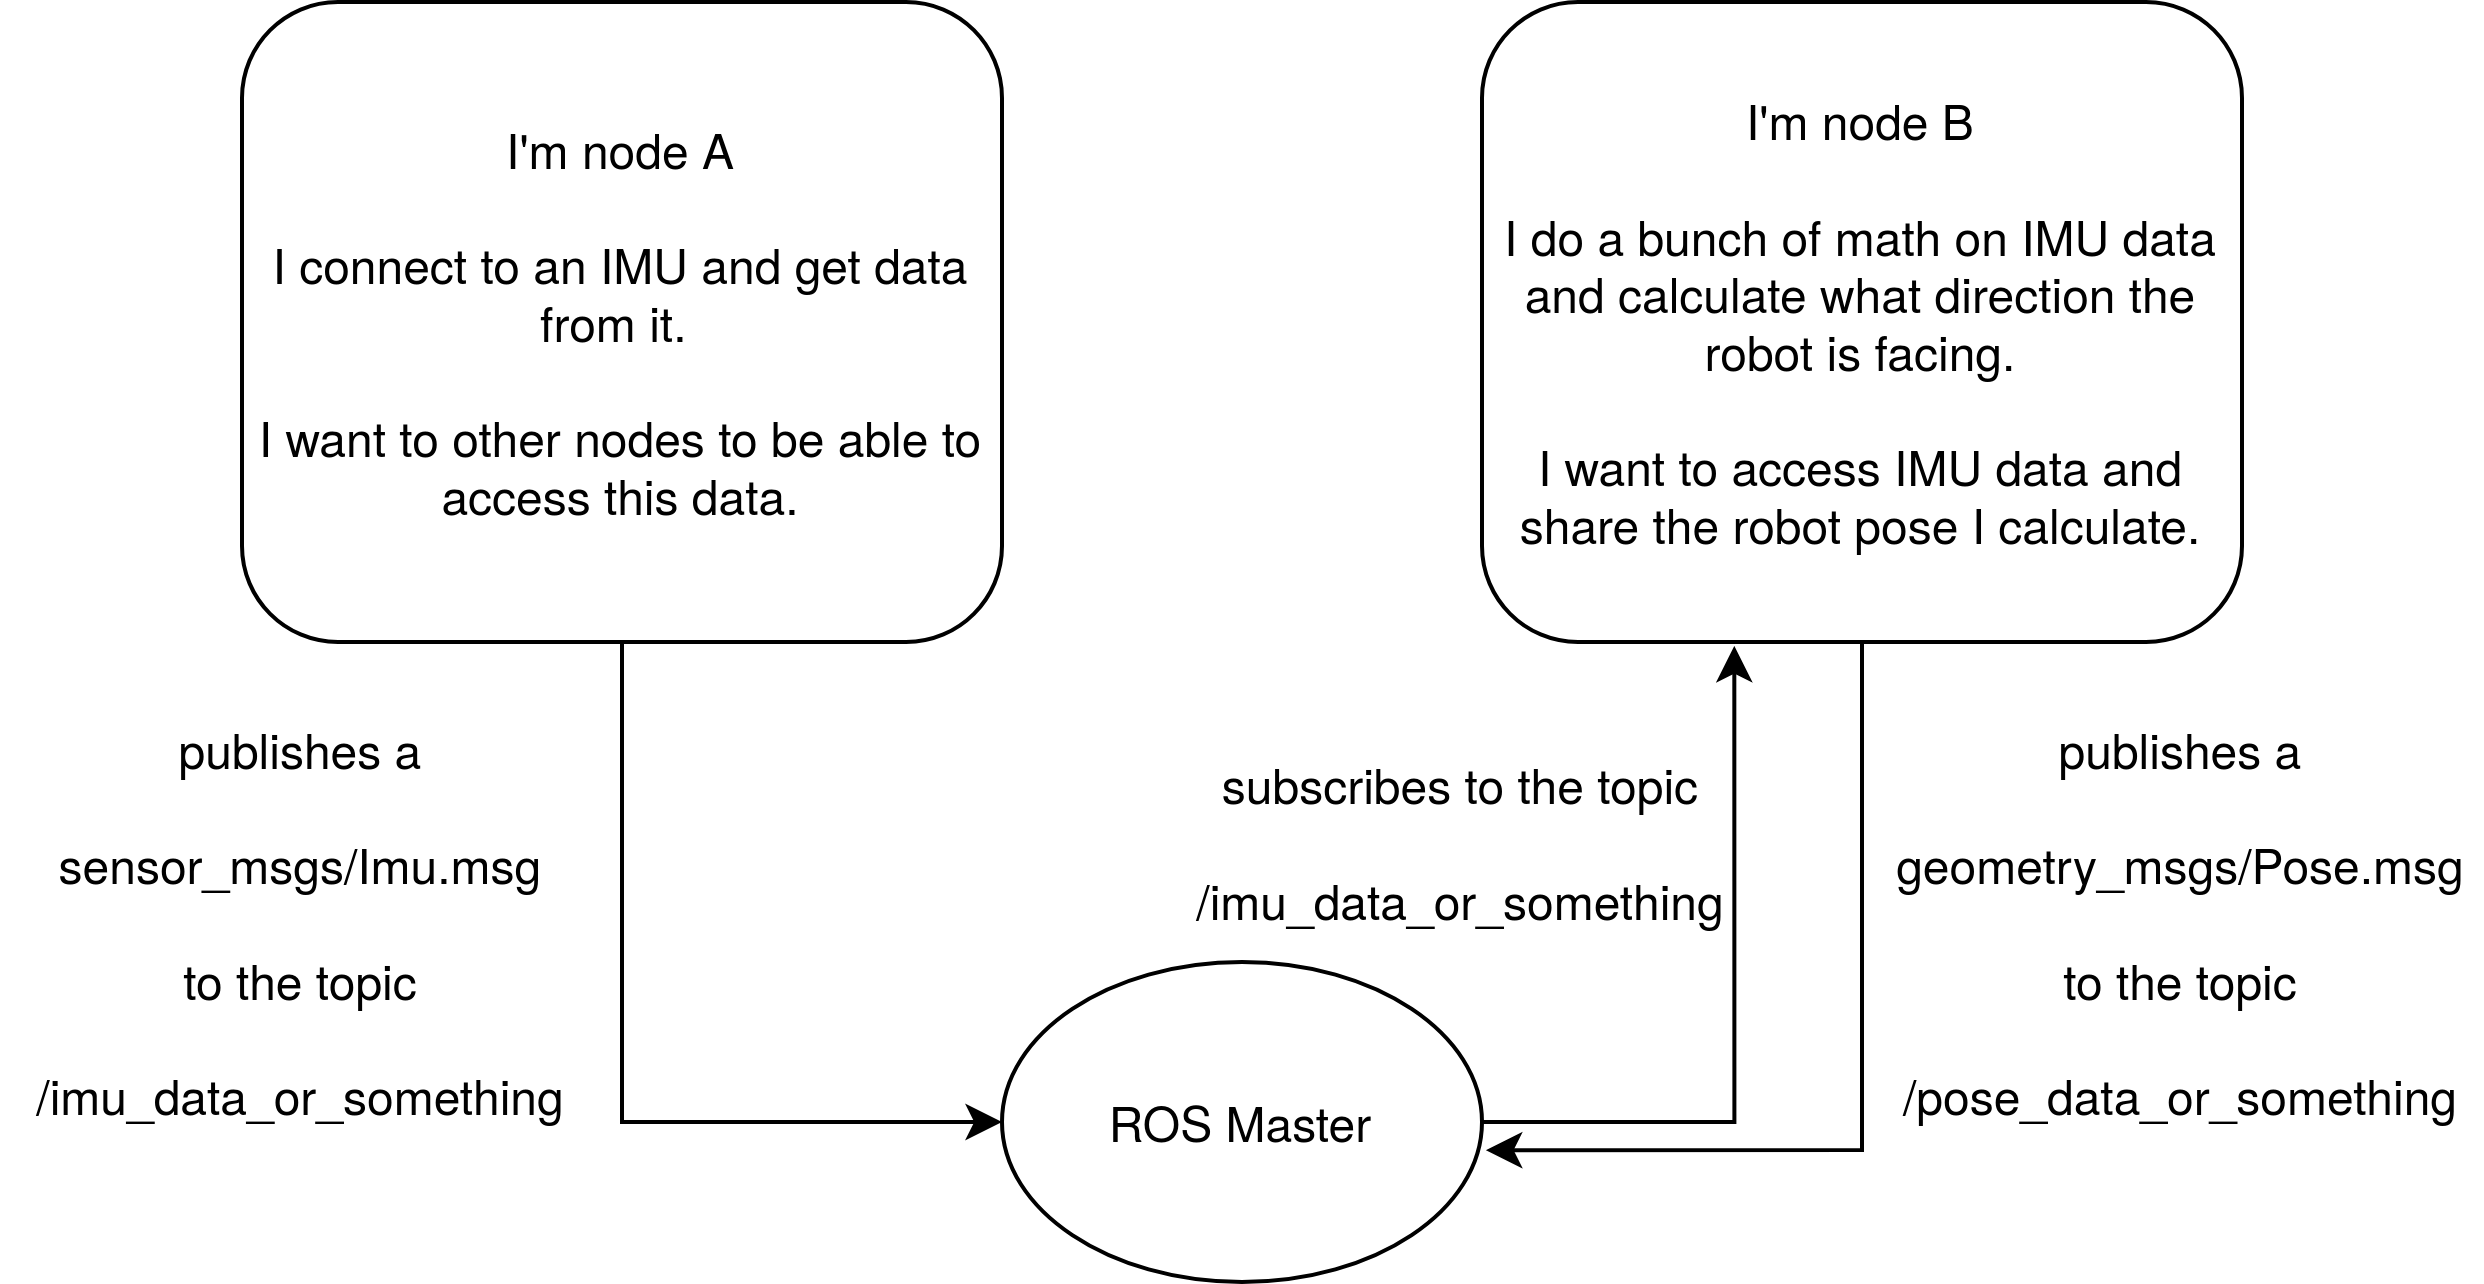 I'm node A
I connect to an IMU and get data
from it.
I want to other nodes to be able to
access this data.
I'm node B
I do a bunch of math on IMU data
and calculate what direction the
robot is facing.
I want to access IMU data and
share the robot pose I calculate.
publishes a
sensor_msgs/Imu.msg
to the topic
/imu_data_or_something
subscribes to the topic
/imu_data_or_something
publishes a
geometry_msgs/Pose.msg
to the topic
/pose_data_or_something
ROS Master